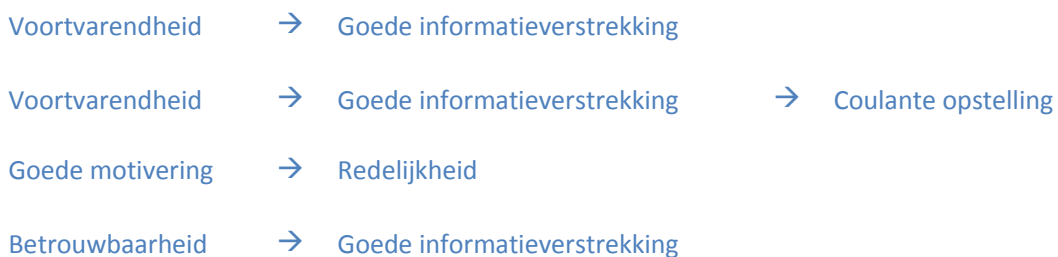 Voortvarendheid → Goede informatieverstrekking
Voortvarendheid → Goede informatieverstrekking → Coulante opstelling
Goede motivering → Redelijkheid
Betrouwbaarheid → Goede informatieverstrekking